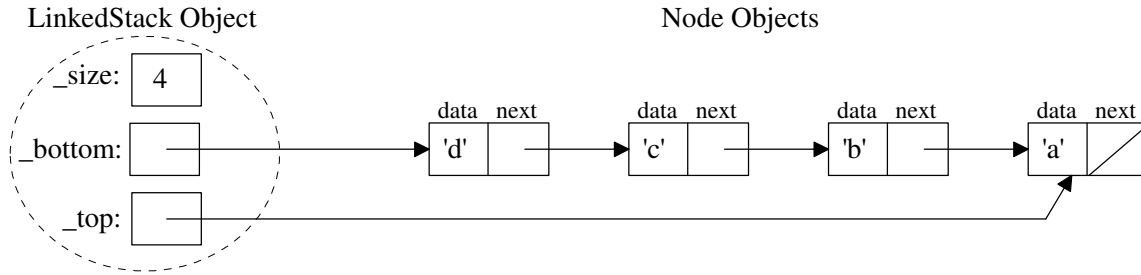 LinkedStack Object
Node Objects
_size: 4
data next data next data next data next
_bottom: 'd' 'c' 'b' 'a'
_top: